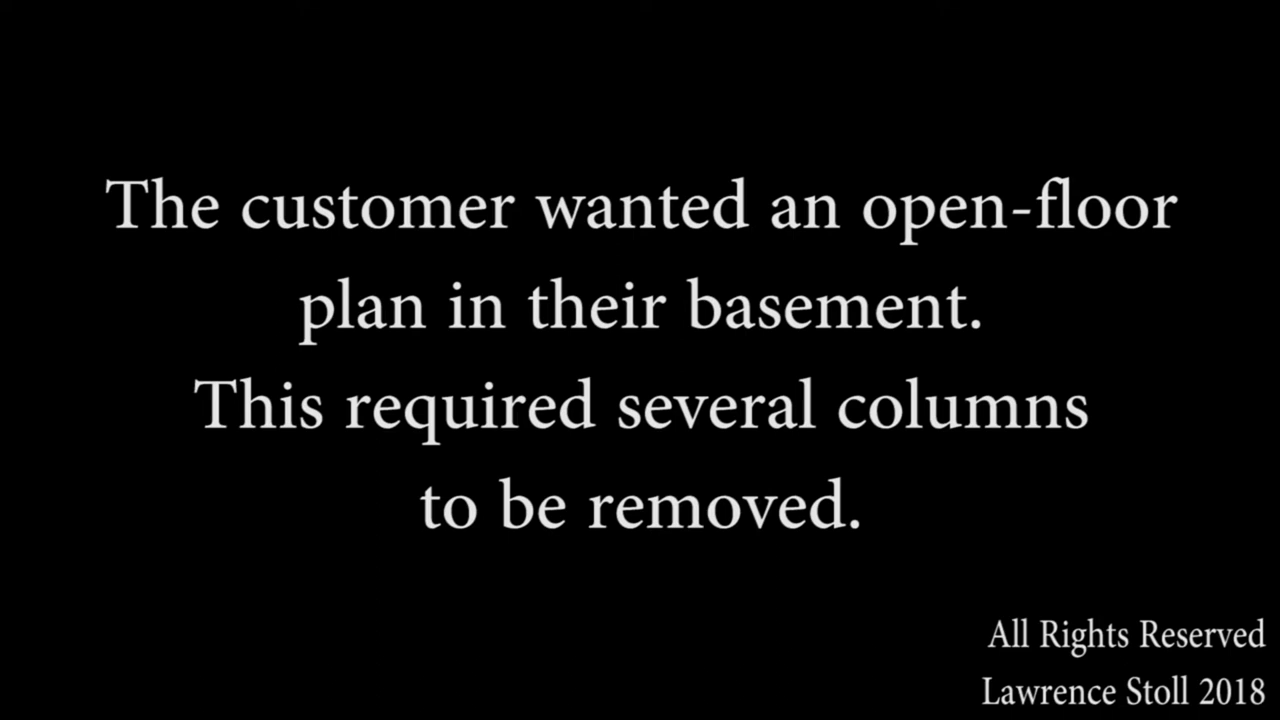 The customer wanted an open-floor
plan in their basement.
This required several columns
to be removed.
All Rights Reserved
Lawrence Stoll 2018